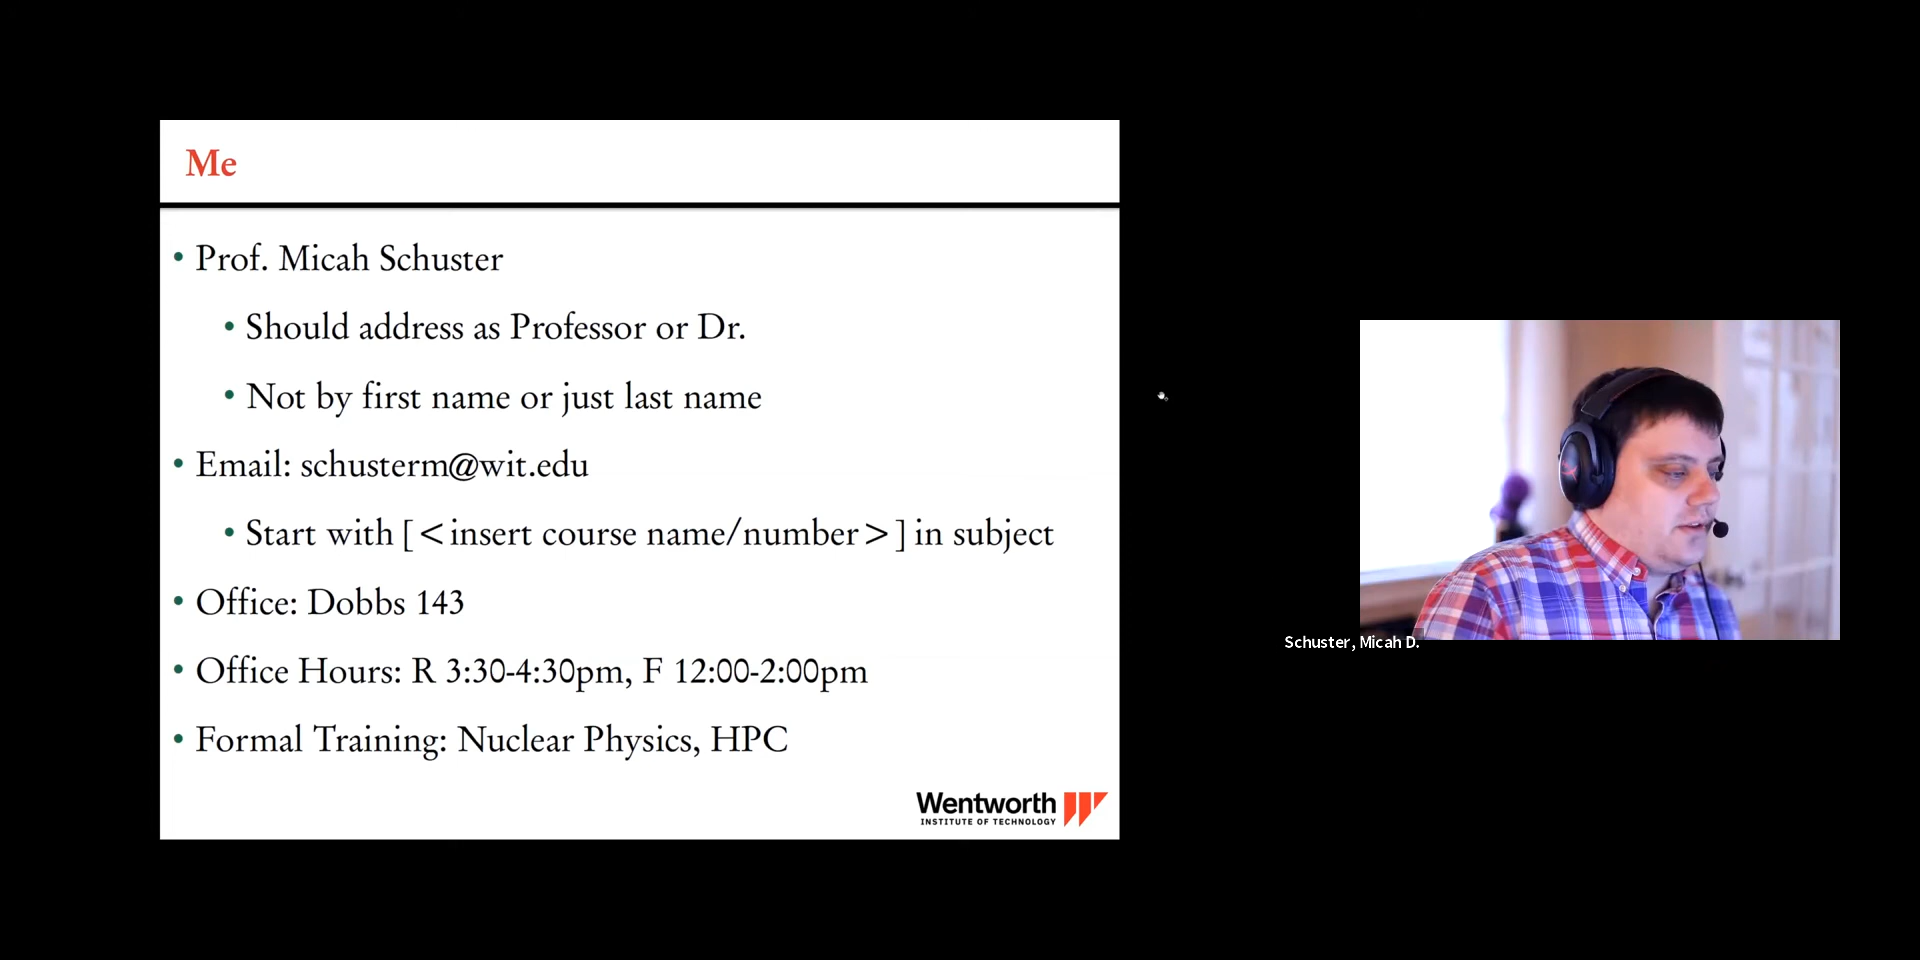 Me
• Prof. Micah Schuster
• Should address as Professor or Dr.
• Not by first name or just last name
• Email: schusterm@wit.edu
• Start with [<insert course name/number>] in subject
• Office: Dobbs 143
• Office Hours: R 3:30-4:30pm, F 12:00-2:00pm
• Formal Training: Nuclear Physics, HPC
Wentworth
INSTITUTE OF TECHNOLOGY
Schuster, Micah D.